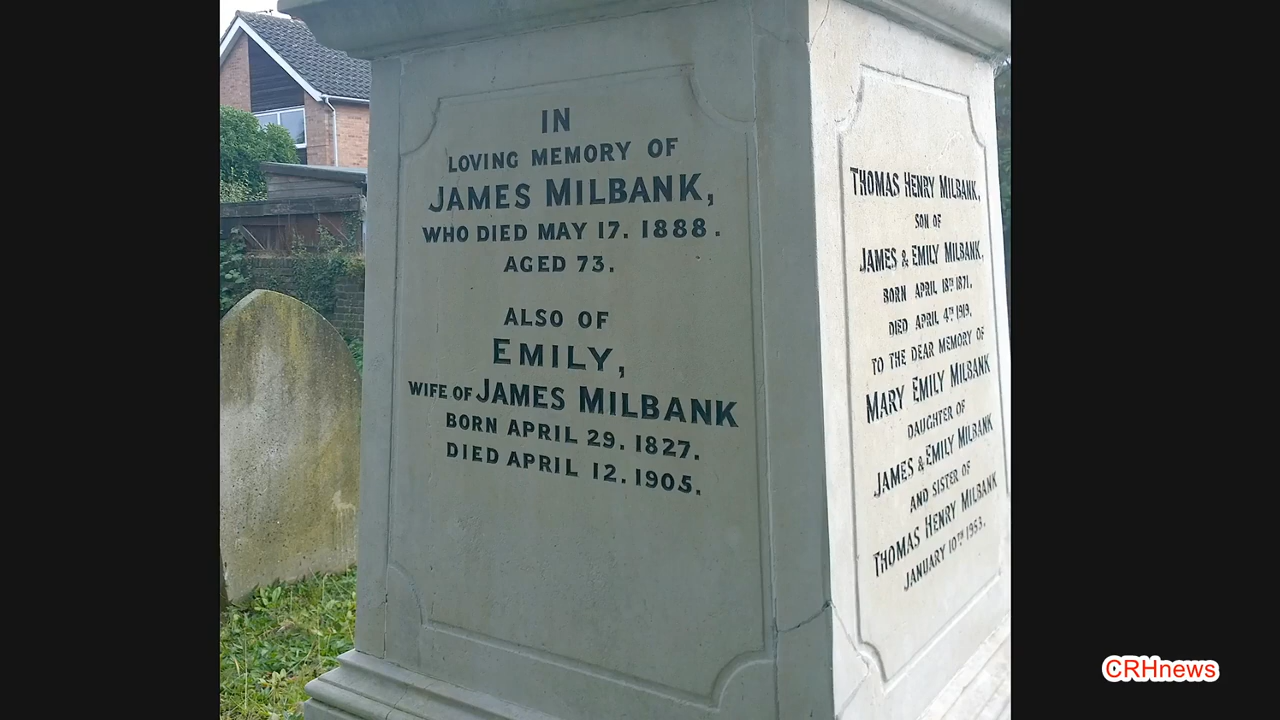 IN
LOVING MEMORY OF
JAMES MILBANK,
WHO DIED MAY 17. 1888.
AGED 73.
ALSO OF
EMILY,
WIFE OF JAMES MILBANK
BORN APRIL 29. 1827.
DIED APRIL 12. 1905.
THOMAS HENRY MILBANK,
SON OF
JAMES & EMILY MILBANK,
BORN APRIL 18TH 1871.
DIED APRIL 4TH 1919.
TO THE DEAR MEMORY OF
MARY EMILY MILBANK
DAUGHTER OF
JAMES & EMILY MILBANK
AND SISTER OF
THOMAS HENRY MILBANK
JANUARY 10TH 1953.
CRHnews